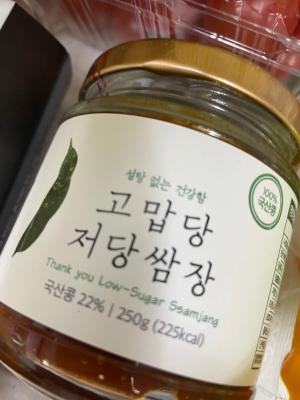 설탕 없는 건강함
고맙당
저당쌈장
Thank you Low-Sugar Ssamjang
국산콩 22% | 250g (225kcal)
100%
국산콩